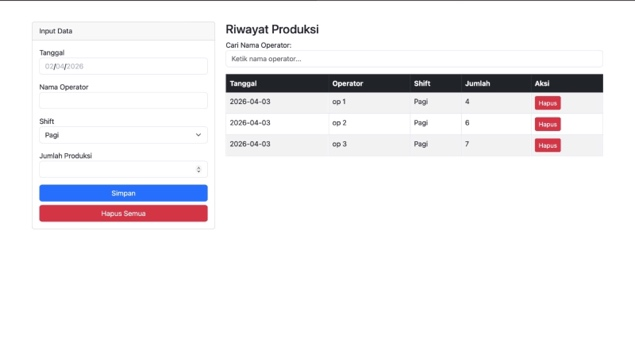 Input Data
Tanggal
02/04/2026
Nama Operator
Shift
Pagi
Jumlah Produksi
Simpan
Hapus Semua
Riwayat Produksi
Cari Nama Operator:
Ketik nama operator...
Tanggal Operator Shift Jumlah Aksi
2026-04-03 op 1 Pagi 4 Hapus
2026-04-03 op 2 Pagi 6 Hapus
2026-04-03 op 3 Pagi 7 Hapus